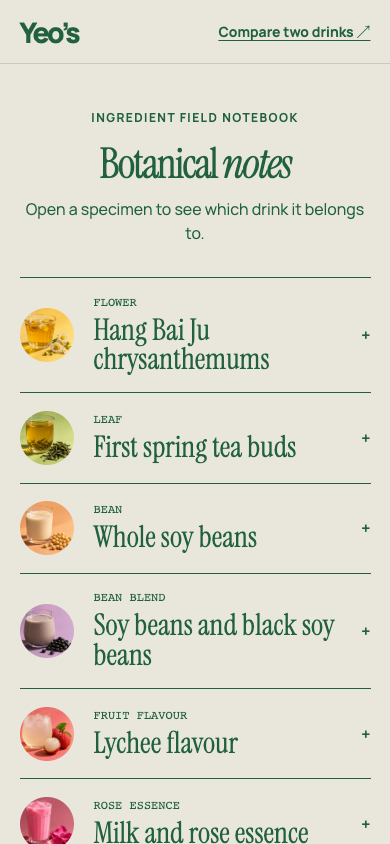 Yeo's
Compare two drinks ↗
INGREDIENT FIELD NOTEBOOK
Botanical notes
Open a specimen to see which drink it belongs
to.
FLOWER
Hang Bai Ju
chrysanthemums
+
LEAF
First spring tea buds
+
BEAN
Whole soy beans
+
BEAN BLEND
Soy beans and black soy
beans
+
FRUIT FLAVOUR
Lychee flavour
+
ROSE ESSENCE
Milk and rose essence
+